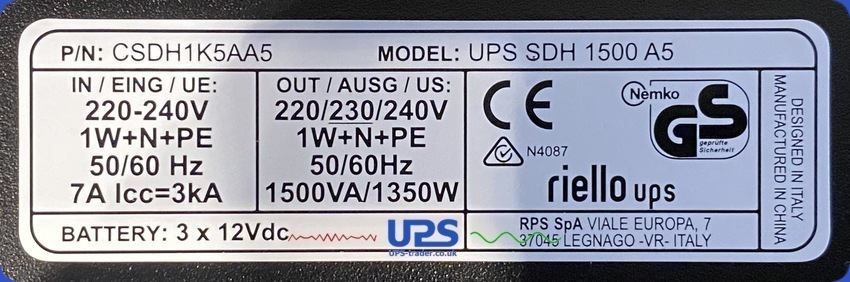 P/N: CSDH1K5AA5 MODEL: UPS SDH 1500 A5
IN / EING / UE:
220-240V
1W+N+PE
50/60 Hz
7A Icc=3kA
OUT / AUSG / US:
220/230/240V
1W+N+PE
50/60Hz
1500VA/1350W
CE
N4087
Nemko
GS
geprüfte
Sicherheit
riello ups
DESIGNED IN ITALY
MANUFACTURED IN CHINA
BATTERY: 3 x 12Vdc
UPS
UPS-trader.co.uk
RPS SpA VIALE EUROPA, 7
37045 LEGNAGO -VR- ITALY